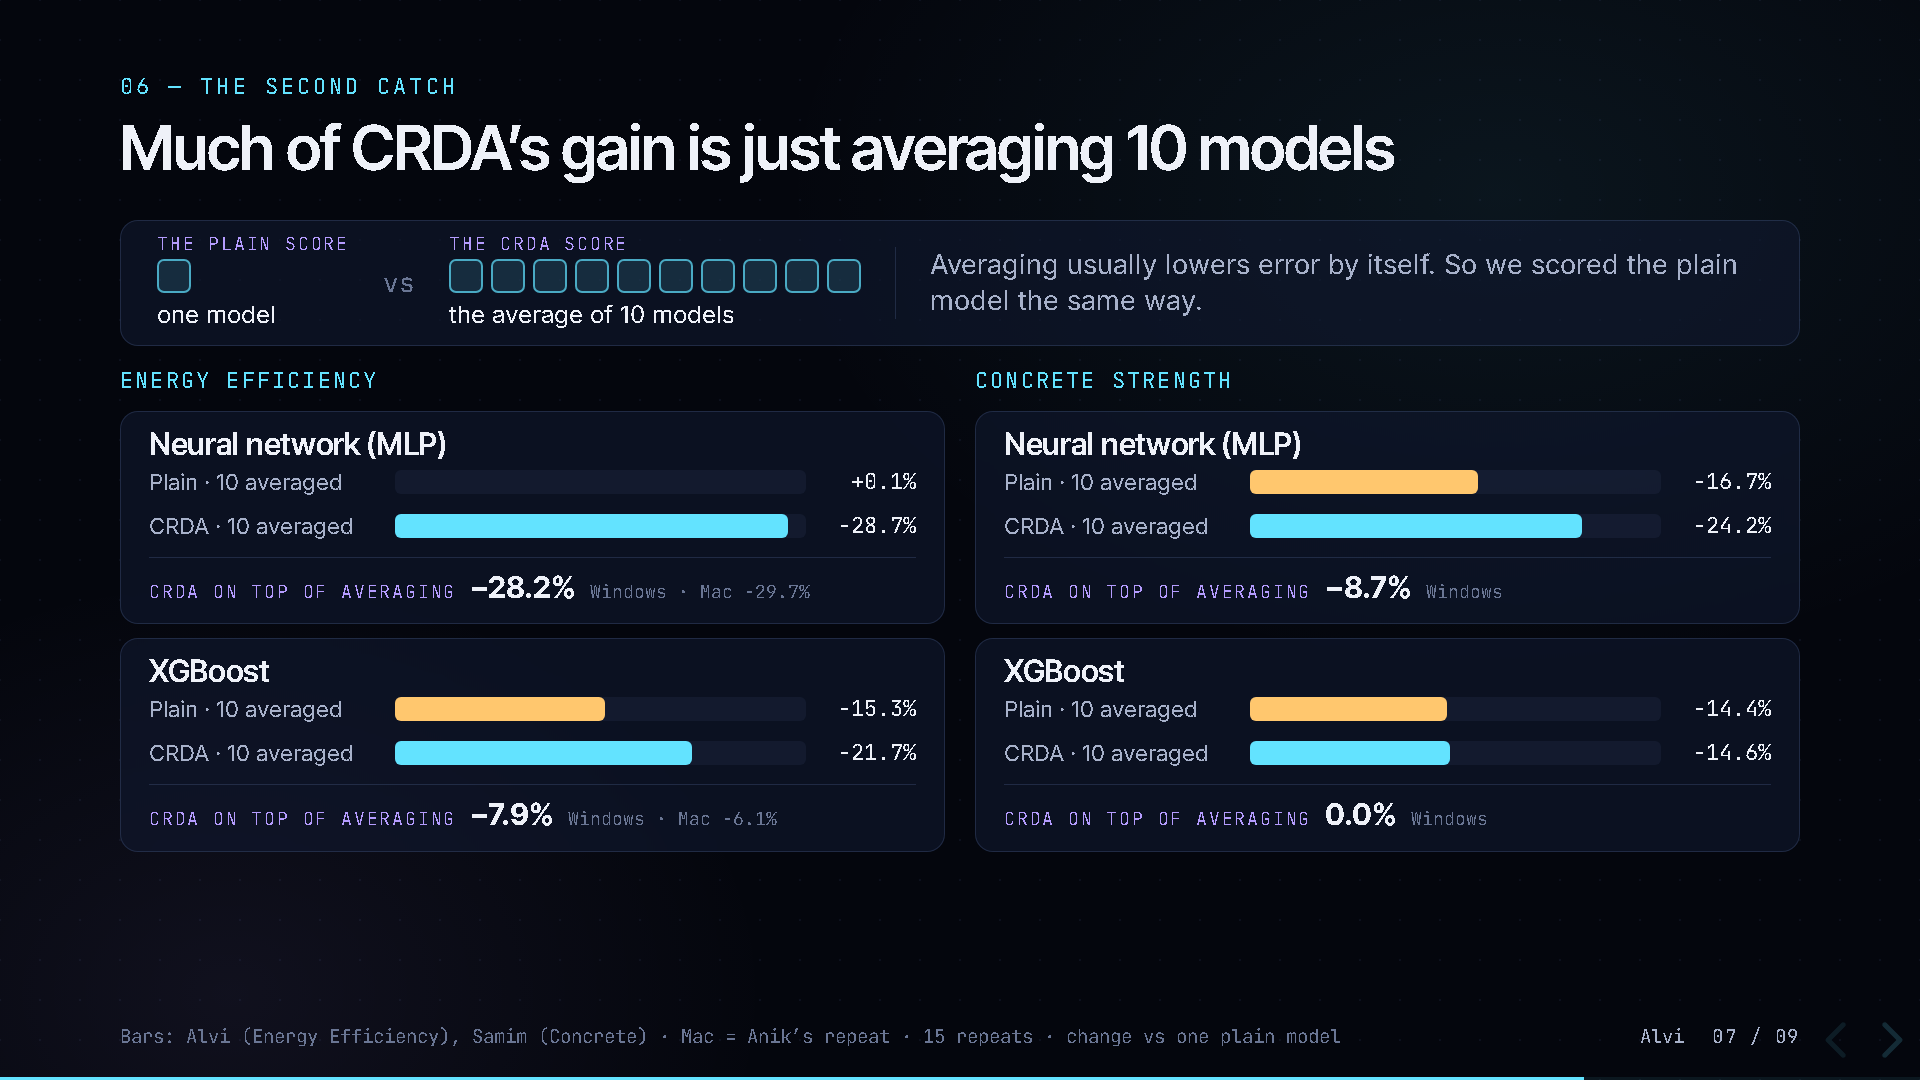 06 — THE SECOND CATCH
Much of CRDA’s gain is just averaging 10 models
THE PLAIN SCORE
one model
vs
THE CRDA SCORE
the average of 10 models
Averaging usually lowers error by itself. So we scored the plain
model the same way.
ENERGY EFFICIENCY
Neural network (MLP)
Plain · 10 averaged +0.1%
CRDA · 10 averaged -28.7%
CRDA ON TOP OF AVERAGING −28.2% Windows · Mac -29.7%
XGBoost
Plain · 10 averaged -15.3%
CRDA · 10 averaged -21.7%
CRDA ON TOP OF AVERAGING −7.9% Windows · Mac -6.1%
CONCRETE STRENGTH
Neural network (MLP)
Plain · 10 averaged -16.7%
CRDA · 10 averaged -24.2%
CRDA ON TOP OF AVERAGING −8.7% Windows
XGBoost
Plain · 10 averaged -14.4%
CRDA · 10 averaged -14.6%
CRDA ON TOP OF AVERAGING 0.0% Windows
Bars: Alvi (Energy Efficiency), Samim (Concrete) · Mac = Anik’s repeat · 15 repeats · change vs one plain model
Alvi 07 / 09